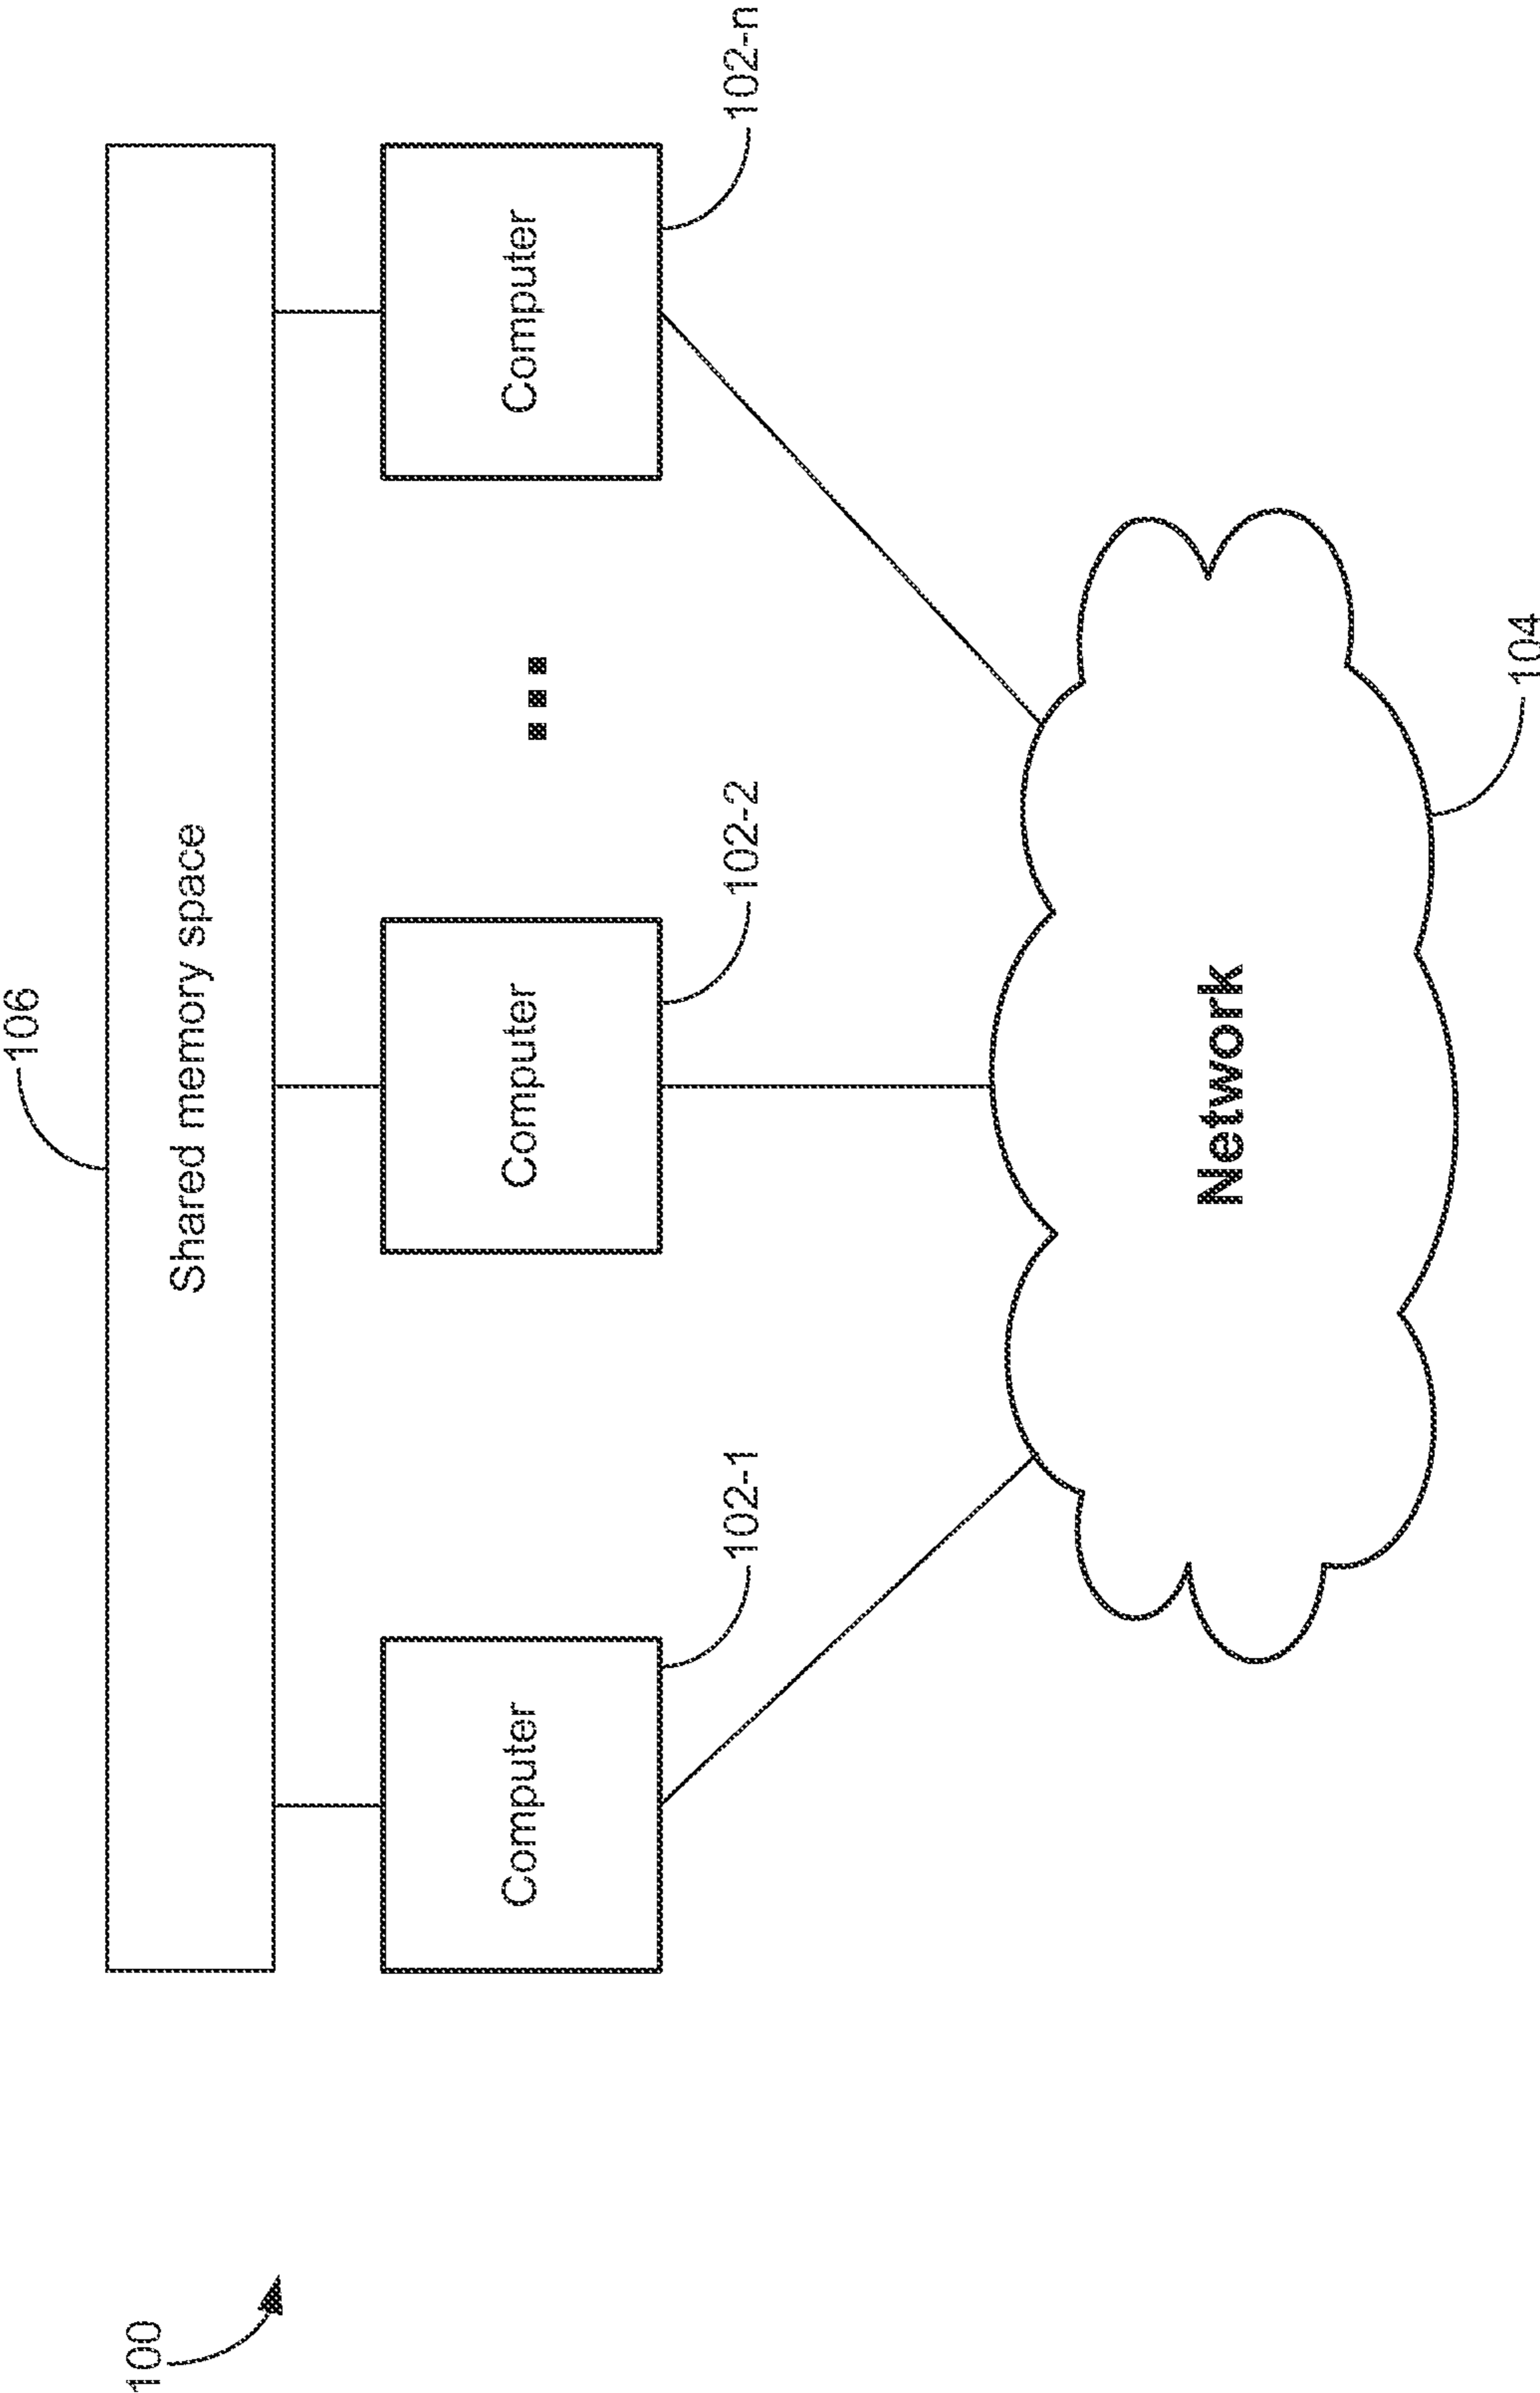 100
106
Shared memory space
Computer
Computer
Computer
102-1
102-2
102-n
Network
104